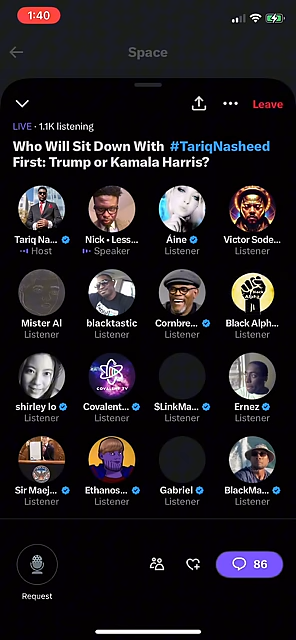 1:40
Space
LIVE · 1.1K listening
Leave
Who Will Sit Down With #TariqNasheed
First: Trump or Kamala Harris?
Tariq Na... Nick • Less... Áine Victor Sode...
Host Speaker Listener Listener
Mister Al blacktastic Cornbre... Black Alph...
Listener Listener Listener Listener
shirley lo Covalent... SLinkMa... Ernez
Listener Listener Listener Listener
Sir Maej... Ethanos... Gabriel BlackMa...
Listener Listener Listener Listener
Request
86